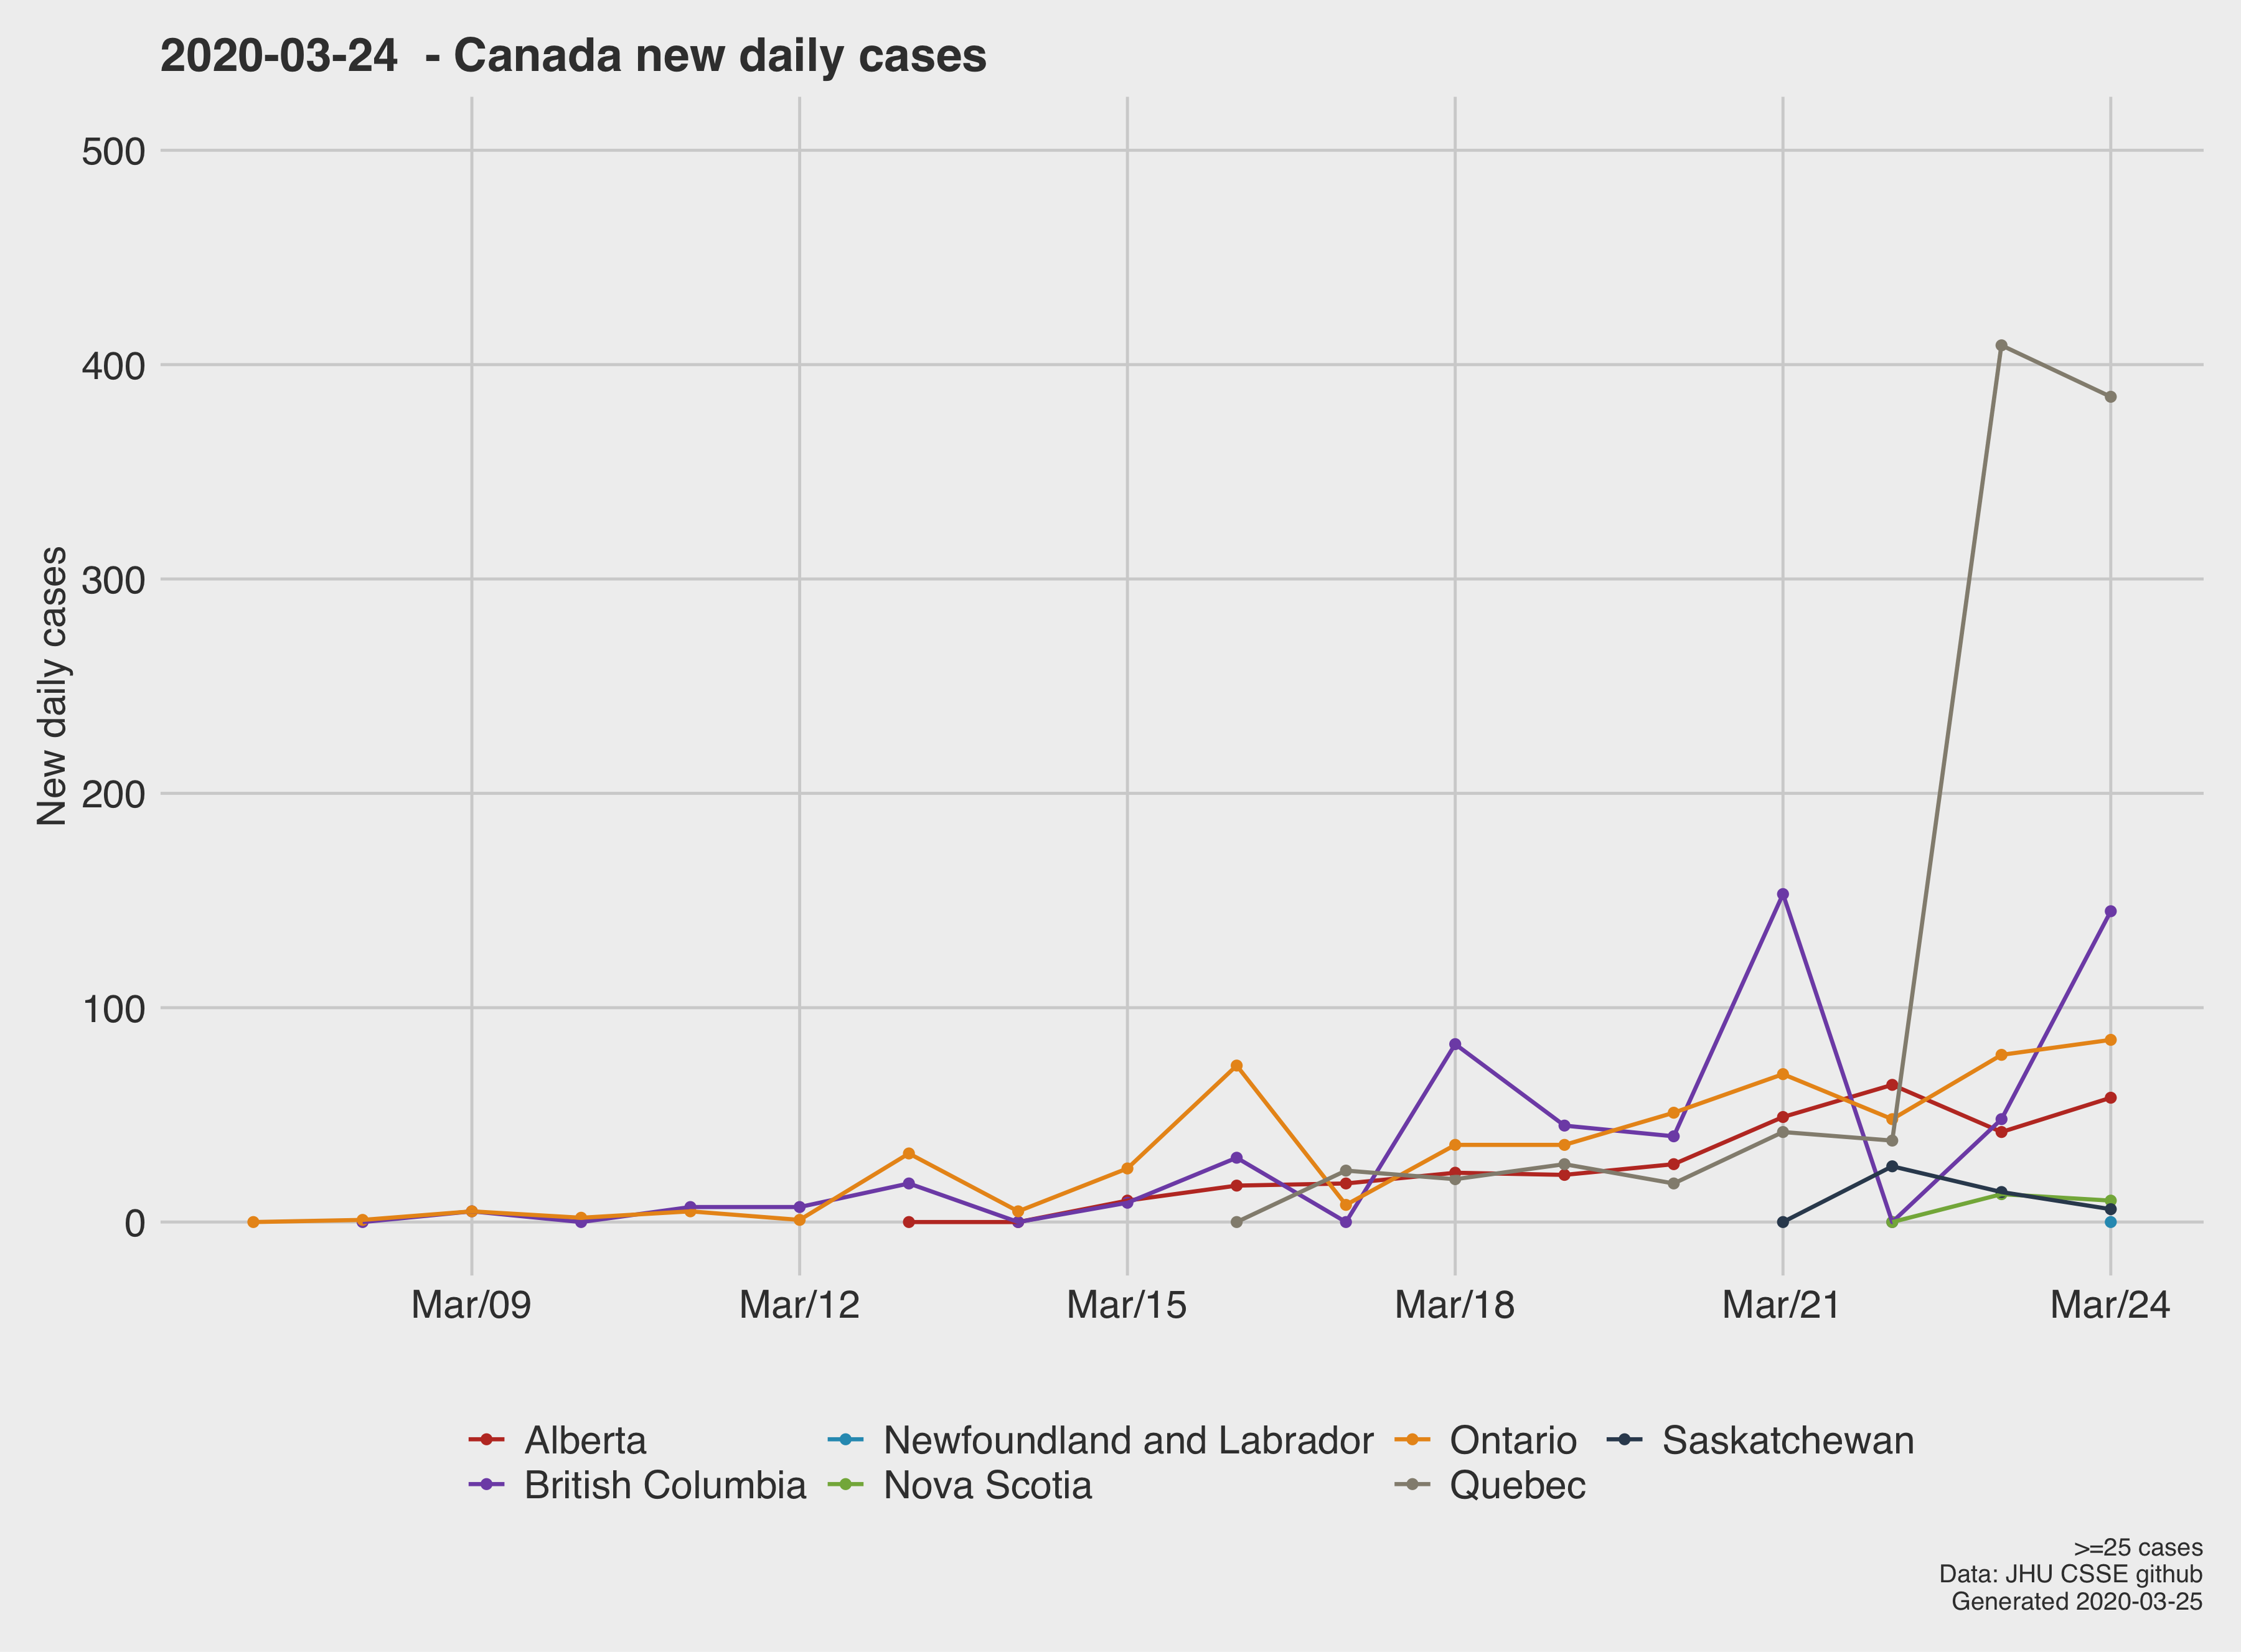 2020-03-24  - Canada new daily cases
New daily cases
500
400
300
200
100
0
Mar/09 Mar/12 Mar/15 Mar/18 Mar/21 Mar/24
Alberta Newfoundland and Labrador Ontario Saskatchewan
British Columbia Nova Scotia Quebec
>=25 cases
Data: JHU CSSE github
Generated 2020-03-25